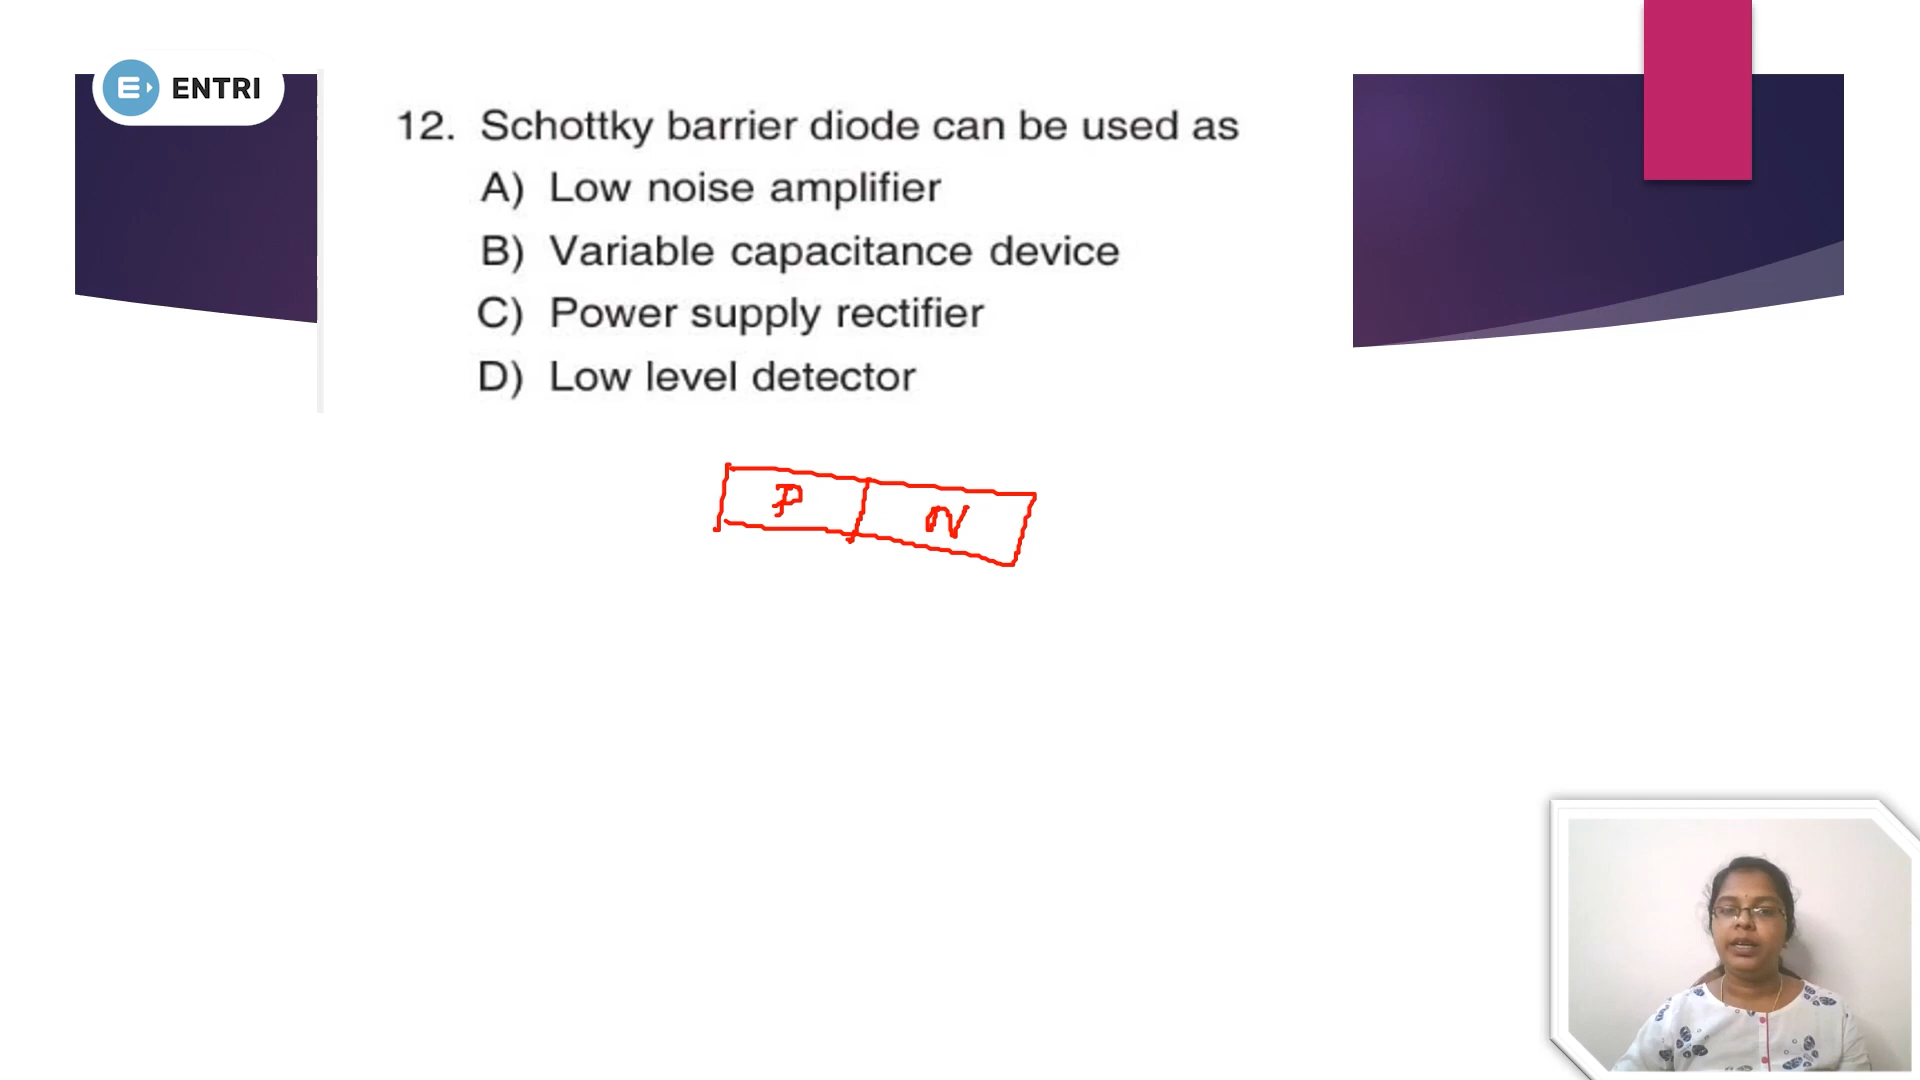 ENTRI
12. Schottky barrier diode can be used as
A) Low noise amplifier
B) Variable capacitance device
C) Power supply rectifier
D) Low level detector
P N